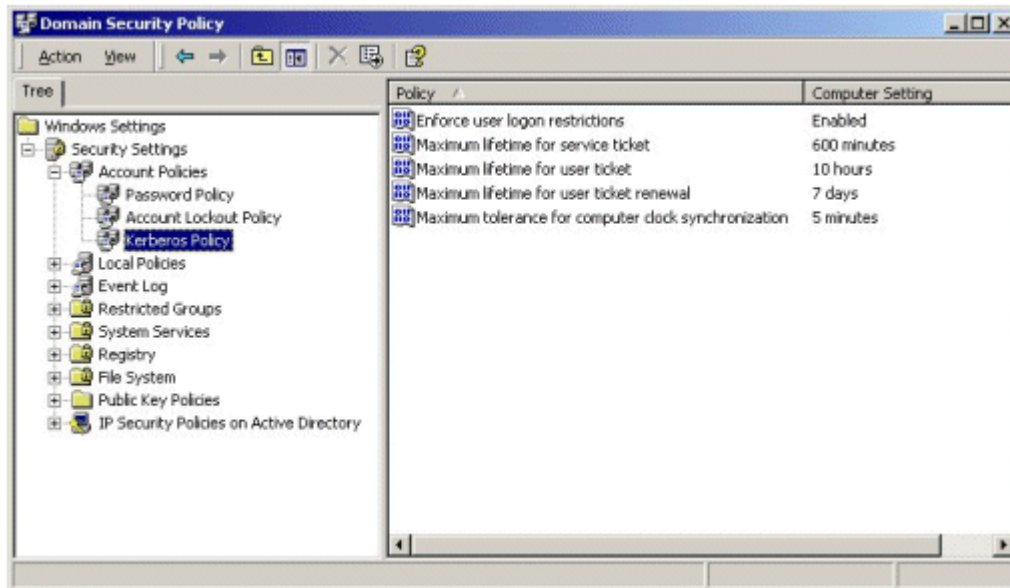 Domain Security Policy
Action View
Tree
Windows Settings
Security Settings
Account Policies
Password Policy
Account Lockout Policy
Kerberos Policy
Local Policies
Event Log
Restricted Groups
System Services
Registry
File System
Public Key Policies
IP Security Policies on Active Directory
Policy Computer Setting
Enforce user logon restrictions Enabled
Maximum lifetime for service ticket 600 minutes
Maximum lifetime for user ticket 10 hours
Maximum lifetime for user ticket renewal 7 days
Maximum tolerance for computer clock synchronization 5 minutes